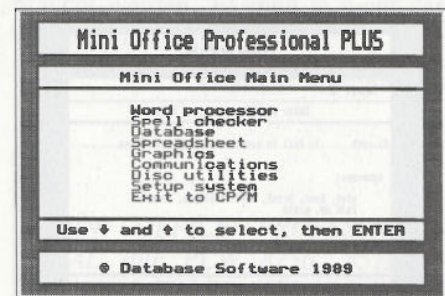 Mini Office Professional PLUS
Mini Office Main Menu
Word processor
Spell checker
Database
Spreadsheet
Graphics
Communications
Disc utilities
Setup system
Exit to CP/M
Use ↓ and ↑ to select, then ENTER
© Database Software 1989